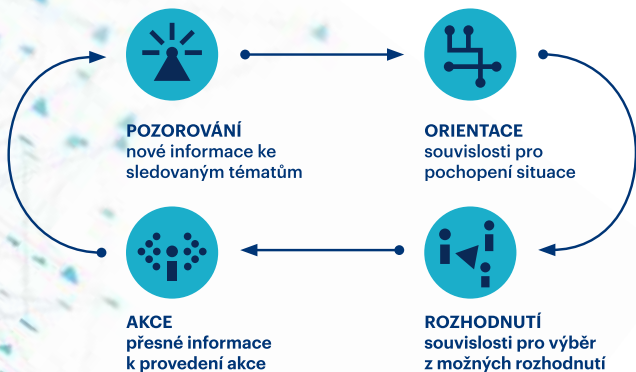 POZOROVÁNÍ
nové informace ke
sledovaným tématům
ORIENTACE
souvislosti pro
pochopení situace
AKCE
přesné informace
k provedení akce
ROZHODNUTÍ
souvislosti pro výběr
z možných rozhodnutí